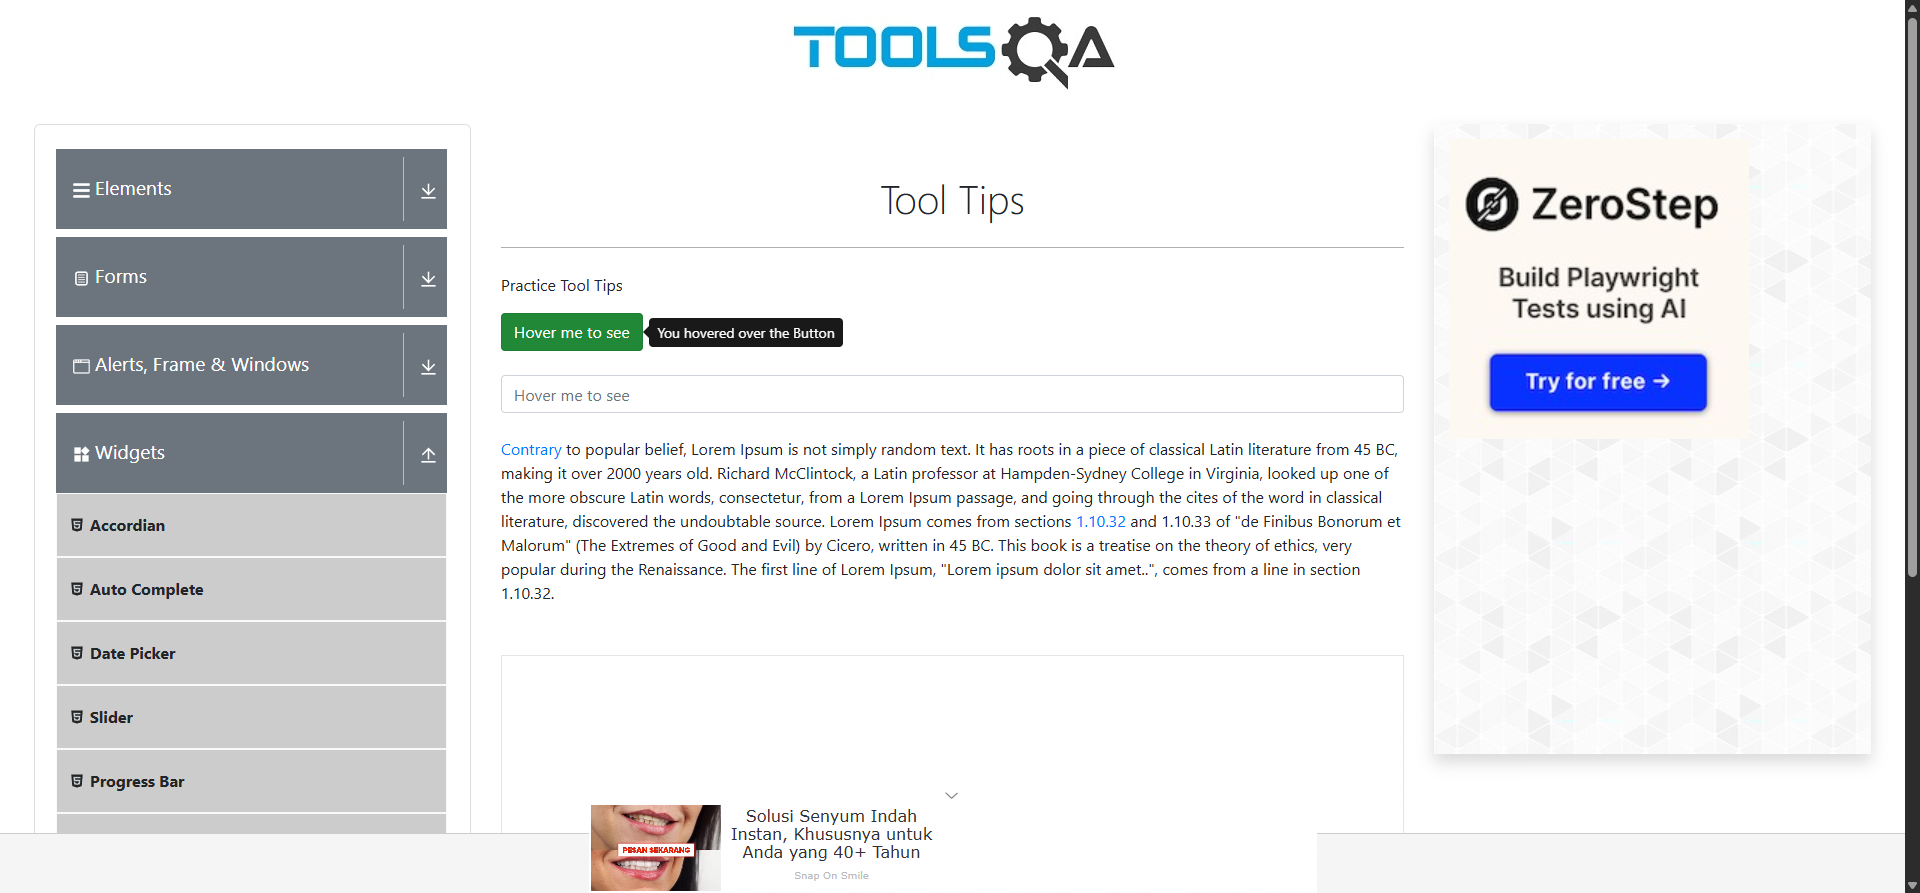 TOOLSQA
Elements
Forms
Alerts, Frame & Windows
Widgets
Accordian
Auto Complete
Date Picker
Slider
Progress Bar
Tool Tips
Practice Tool Tips
Hover me to see
You hovered over the Button
Hover me to see
Contrary to popular belief, Lorem Ipsum is not simply random text. It has roots in a piece of classical Latin literature from 45 BC,
making it over 2000 years old. Richard McClintock, a Latin professor at Hampden-Sydney College in Virginia, looked up one of
the more obscure Latin words, consectetur, from a Lorem Ipsum passage, and going through the cites of the word in classical
literature, discovered the undoubtable source. Lorem Ipsum comes from sections 1.10.32 and 1.10.33 of "de Finibus Bonorum et
Malorum" (The Extremes of Good and Evil) by Cicero, written in 45 BC. This book is a treatise on the theory of ethics, very
popular during the Renaissance. The first line of Lorem Ipsum, "Lorem ipsum dolor sit amet..", comes from a line in section
1.10.32.
ZeroStep
Build Playwright
Tests using AI
Try for free →
PESAN SEKARANG
Solusi Senyum Indah
Instan, Khususnya untuk
Anda yang 40+ Tahun
Snap On Smile